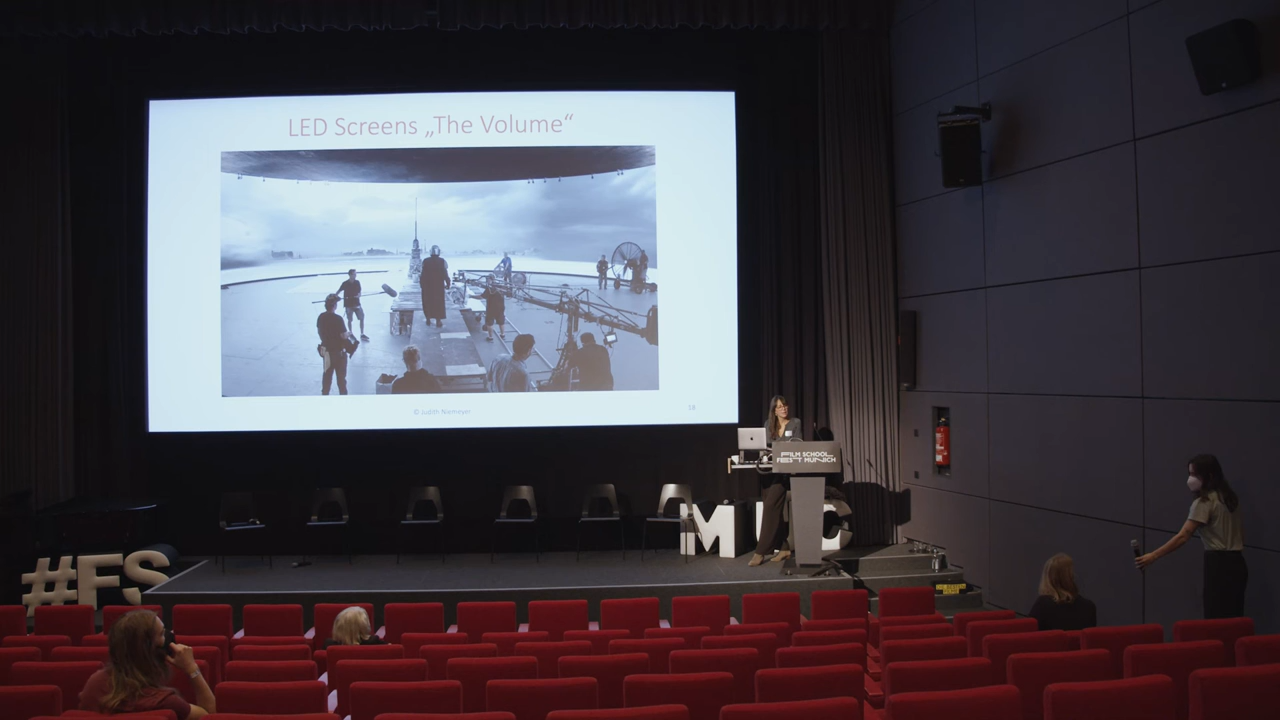 LED Screens „The Volume“
© Judith Niemeyer
58
FILM SCHOOL
FEST MUNICH
#FS